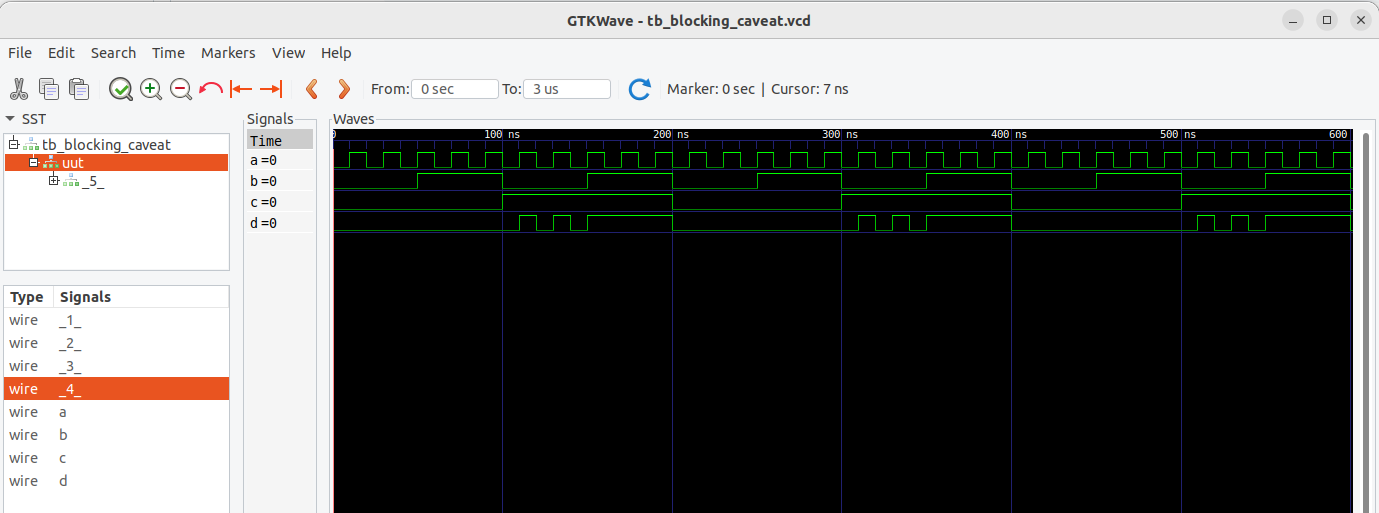 GTKWave - tb_blocking_caveat.vcd
File Edit Search Time Markers View Help
From: 0 sec To: 3 us Marker: 0 sec | Cursor: 7 ns
SST
tb_blocking_caveat
uut
_5_
Type Signals
wire _1_
wire _2_
wire _3_
wire _4_
wire a
wire b
wire c
wire d
Signals
Time
a =0
b =0
c =0
d =0
Waves
0 100 ns 200 ns 300 ns 400 ns 500 ns 600